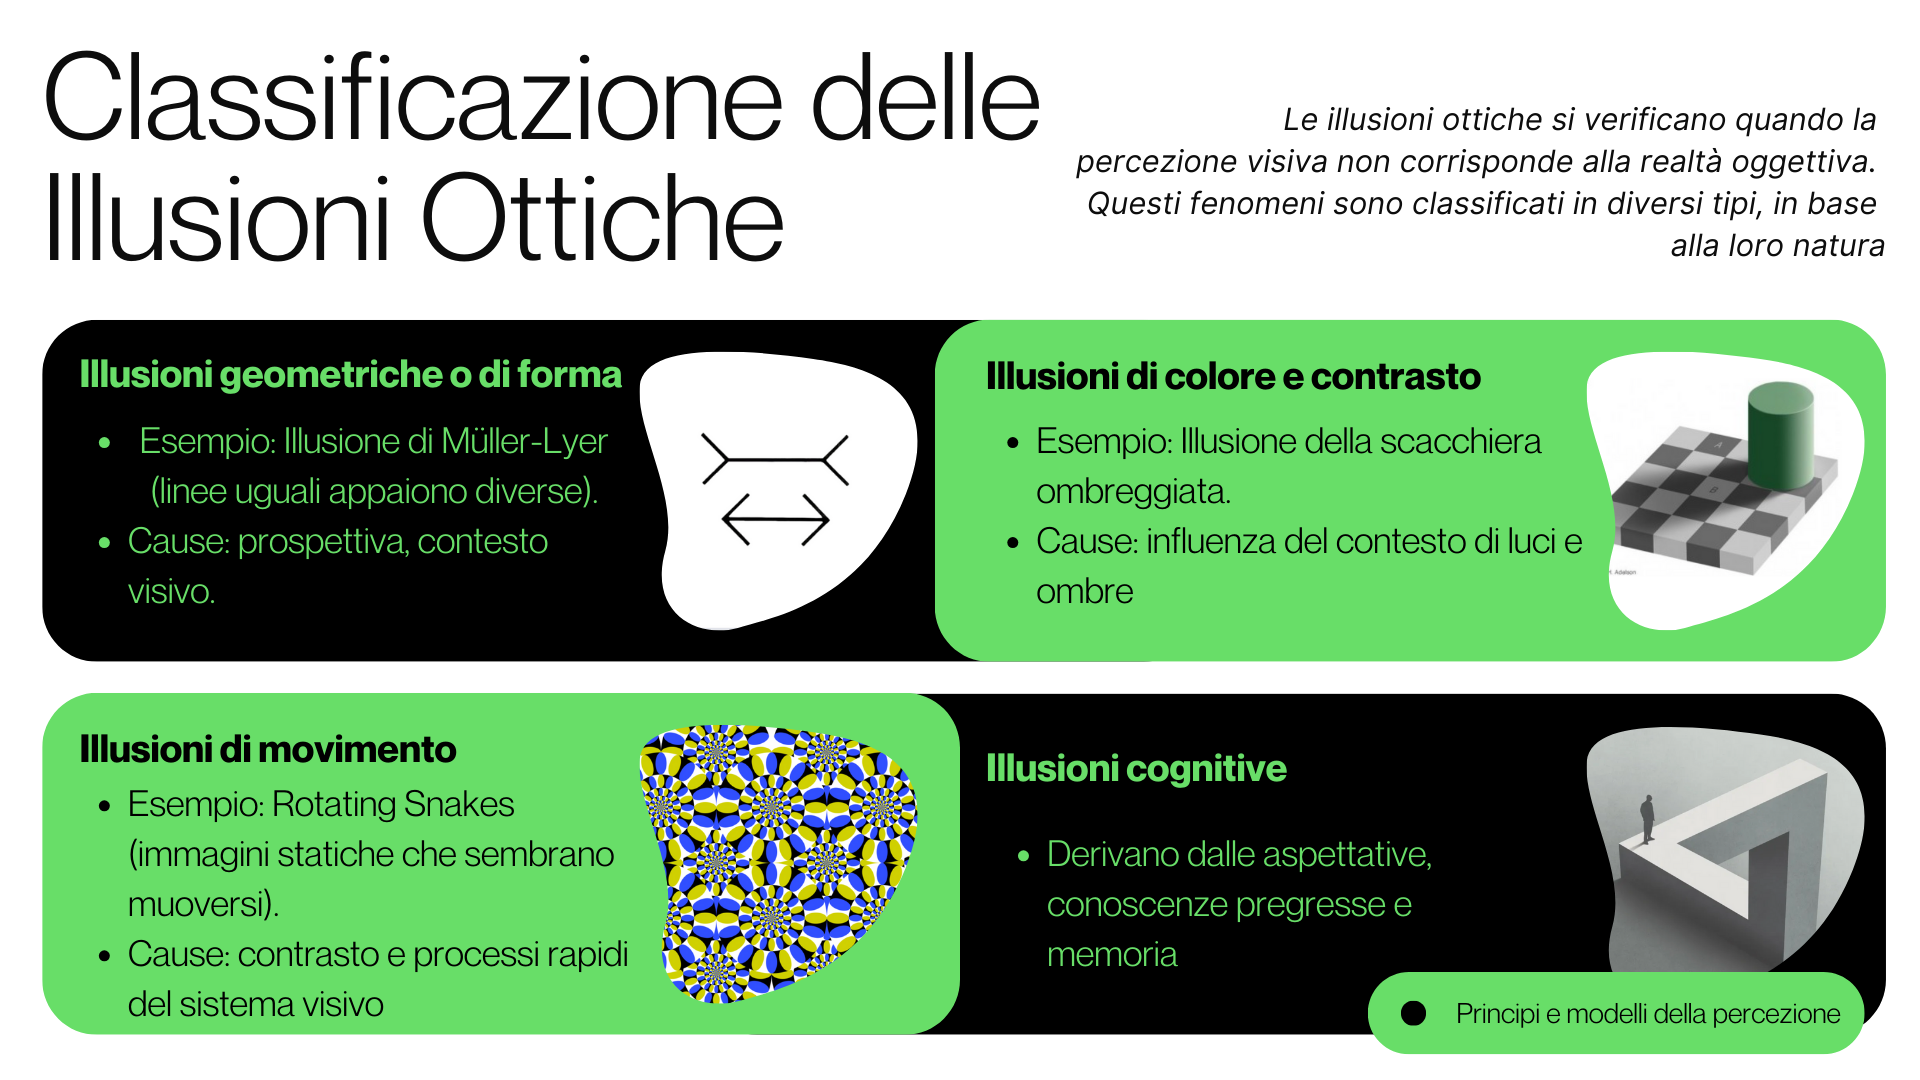 Classificazione delle
Illusioni Ottiche
Le illusioni ottiche si verificano quando la
percezione visiva non corrisponde alla realtà oggettiva.
Questi fenomeni sono classificati in diversi tipi, in base
alla loro natura
Illusioni geometriche o di forma
• Esempio: Illusione di Müller-Lyer
(linee uguali appaiono diverse).
• Cause: prospettiva, contesto
visivo.
Illusioni di colore e contrasto
• Esempio: Illusione della scacchiera
ombreggiata.
• Cause: influenza del contesto di luci e
ombre
A
B
Adelson
Illusioni di movimento
• Esempio: Rotating Snakes
(immagini statiche che sembrano
muoversi).
• Cause: contrasto e processi rapidi
del sistema visivo
Illusioni cognitive
• Derivano dalle aspettative,
conoscenze pregresse e
memoria
Principi e modelli della percezione